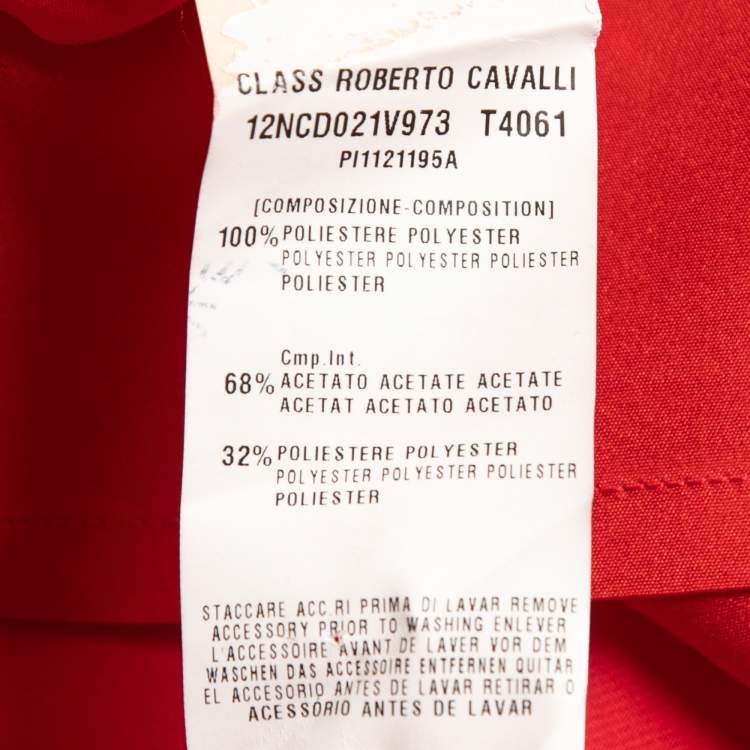 CLASS ROBERTO CAVALLI
12NCD021V973 T4061
PI1121195A
[COMPOSIZIONE-COMPOSITION]
100% POLIESTERE POLYESTER
POLYESTER POLYESTER POLIESTER
POLIESTER
Cmp.Int.
68% ACETATO ACETATE ACETATE
ACETAT ACETATO ACETATO
32% POLIESTERE POLYESTER
POLYESTER POLYESTER POLIESTER
POLIESTER
STACCARE ACC.RI PRIMA DI LAVAR REMOVE
ACCESSORY PRIOR TO WASHING ENLEVER
L'ACCESSOIRE AVANT DE LAVER VOR DEM
WASCHEN DAS ACCESSOIRE ENTFERNEN QUITAR
EL ACCESORIO ANTES DE LAVAR RETIRAR O
ACESSÓRIO ANTES DE LAVAR